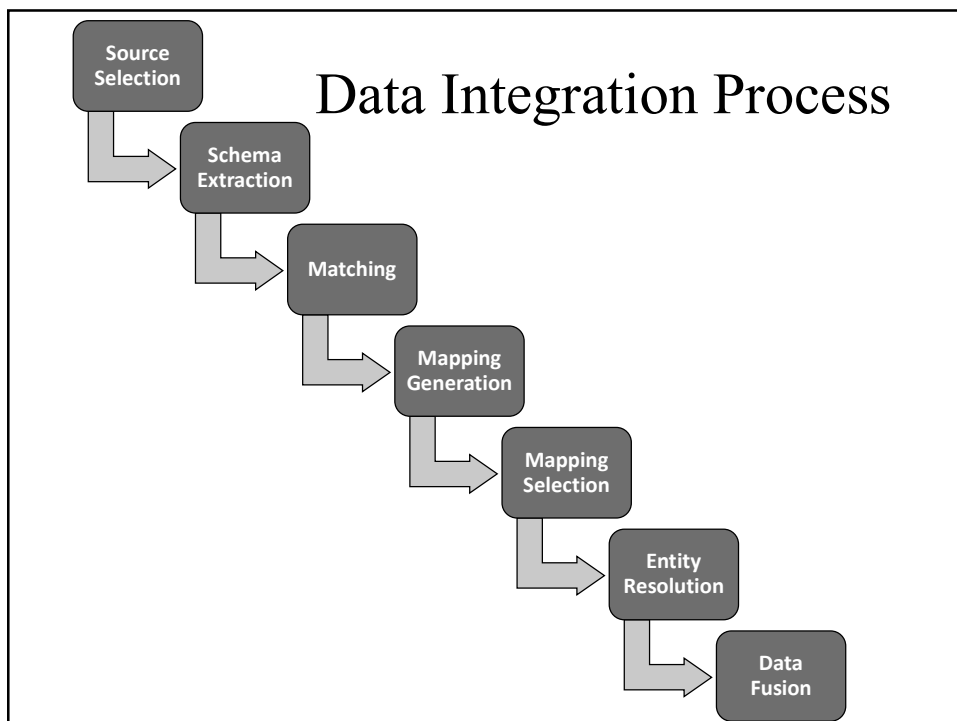 Data Integration Process
Source
Selection
Schema
Extraction
Matching
Mapping
Generation
Mapping
Selection
Entity
Resolution
Data
Fusion